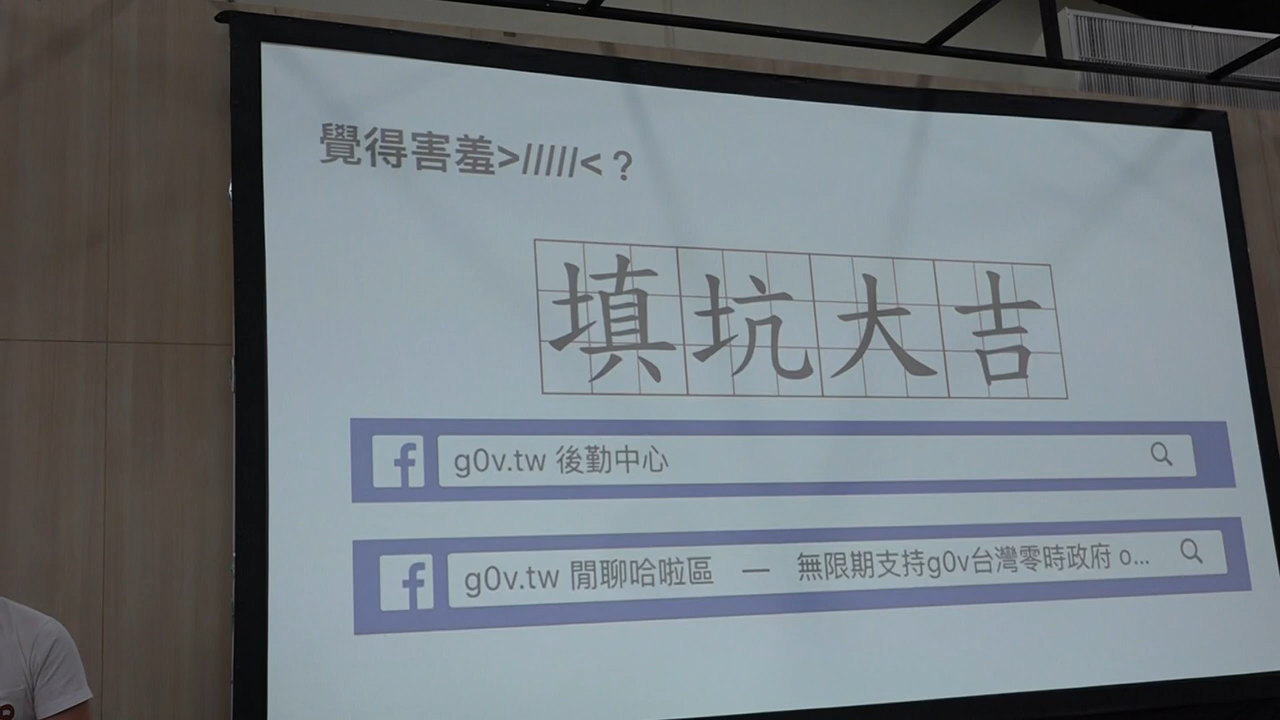 覺得害羞>/////<？
填坑大吉
g0v.tw 後勤中心
g0v.tw 閒聊哈啦區 — 無限期支持g0v台灣零時政府 o...